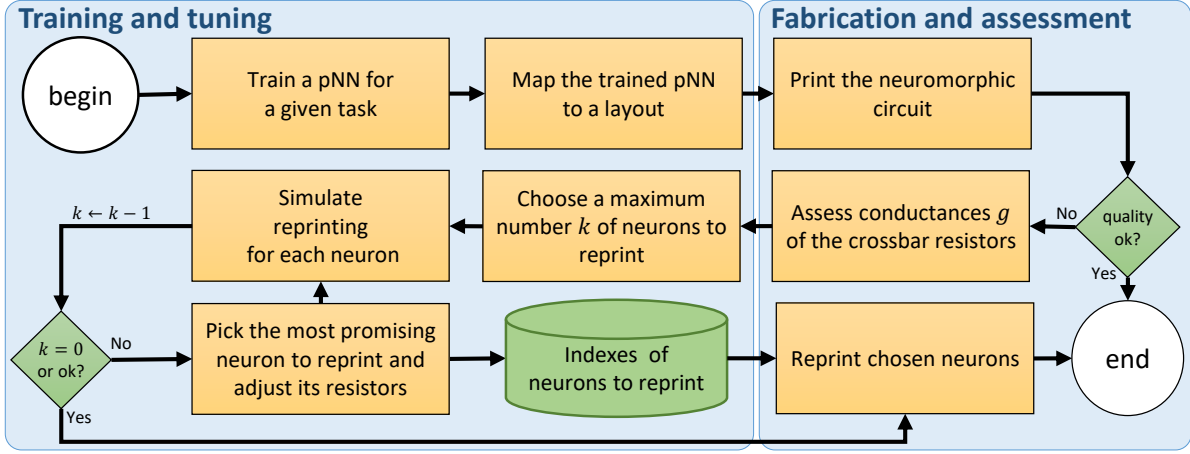 Training and tuning
Fabrication and assessment
begin
Train a pNN for
a given task
Map the trained pNN
to a layout
Print the neuromorphic
circuit
quality
ok?
No
Yes
Assess conductances g
of the crossbar resistors
Choose a maximum
number k of neurons to
reprint
Simulate
reprinting
for each neuron
k ← k − 1
k = 0
or ok?
No
Yes
Pick the most promising
neuron to reprint and
adjust its resistors
Indexes of
neurons to reprint
Reprint chosen neurons
end